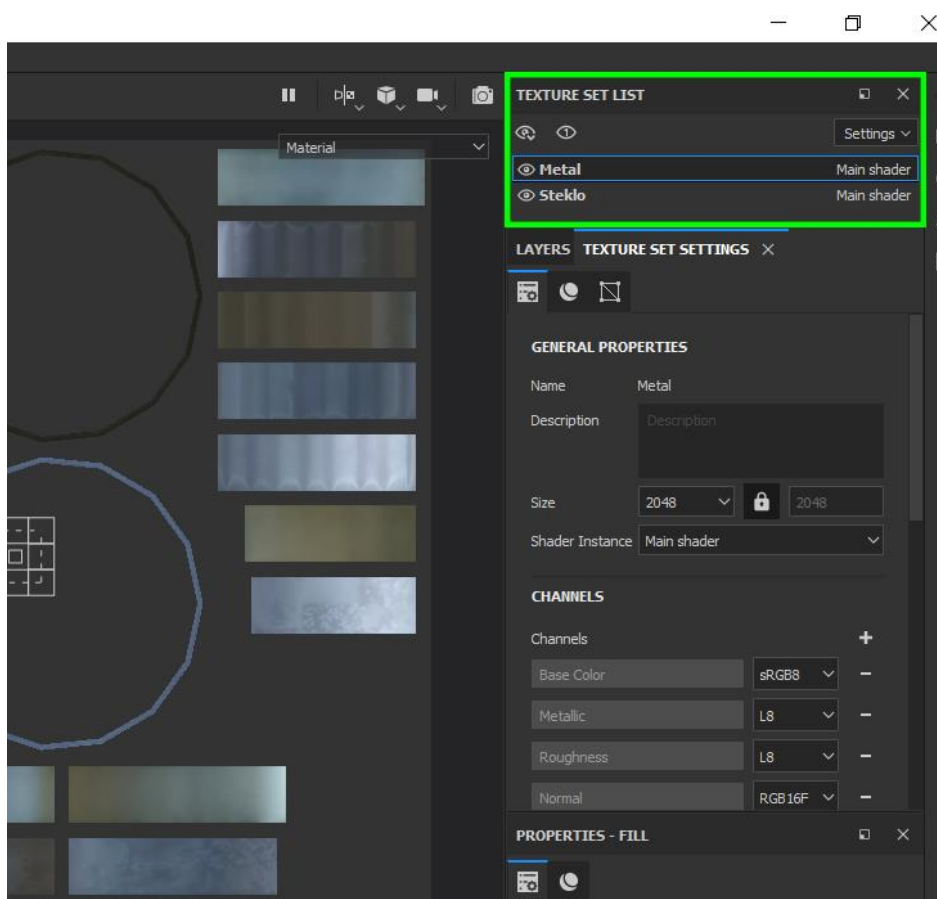 TEXTURE SET LIST
Material
Settings
Metal Main shader
Steklo Main shader
LAYERS TEXTURE SET SETTINGS
GENERAL PROPERTIES
Name Metal
Description Description
Size 2048 2048
Shader Instance Main shader
CHANNELS
Channels
Base Color sRGB8
Metallic L8
Roughness L8
Normal RGB16F
PROPERTIES - FILL